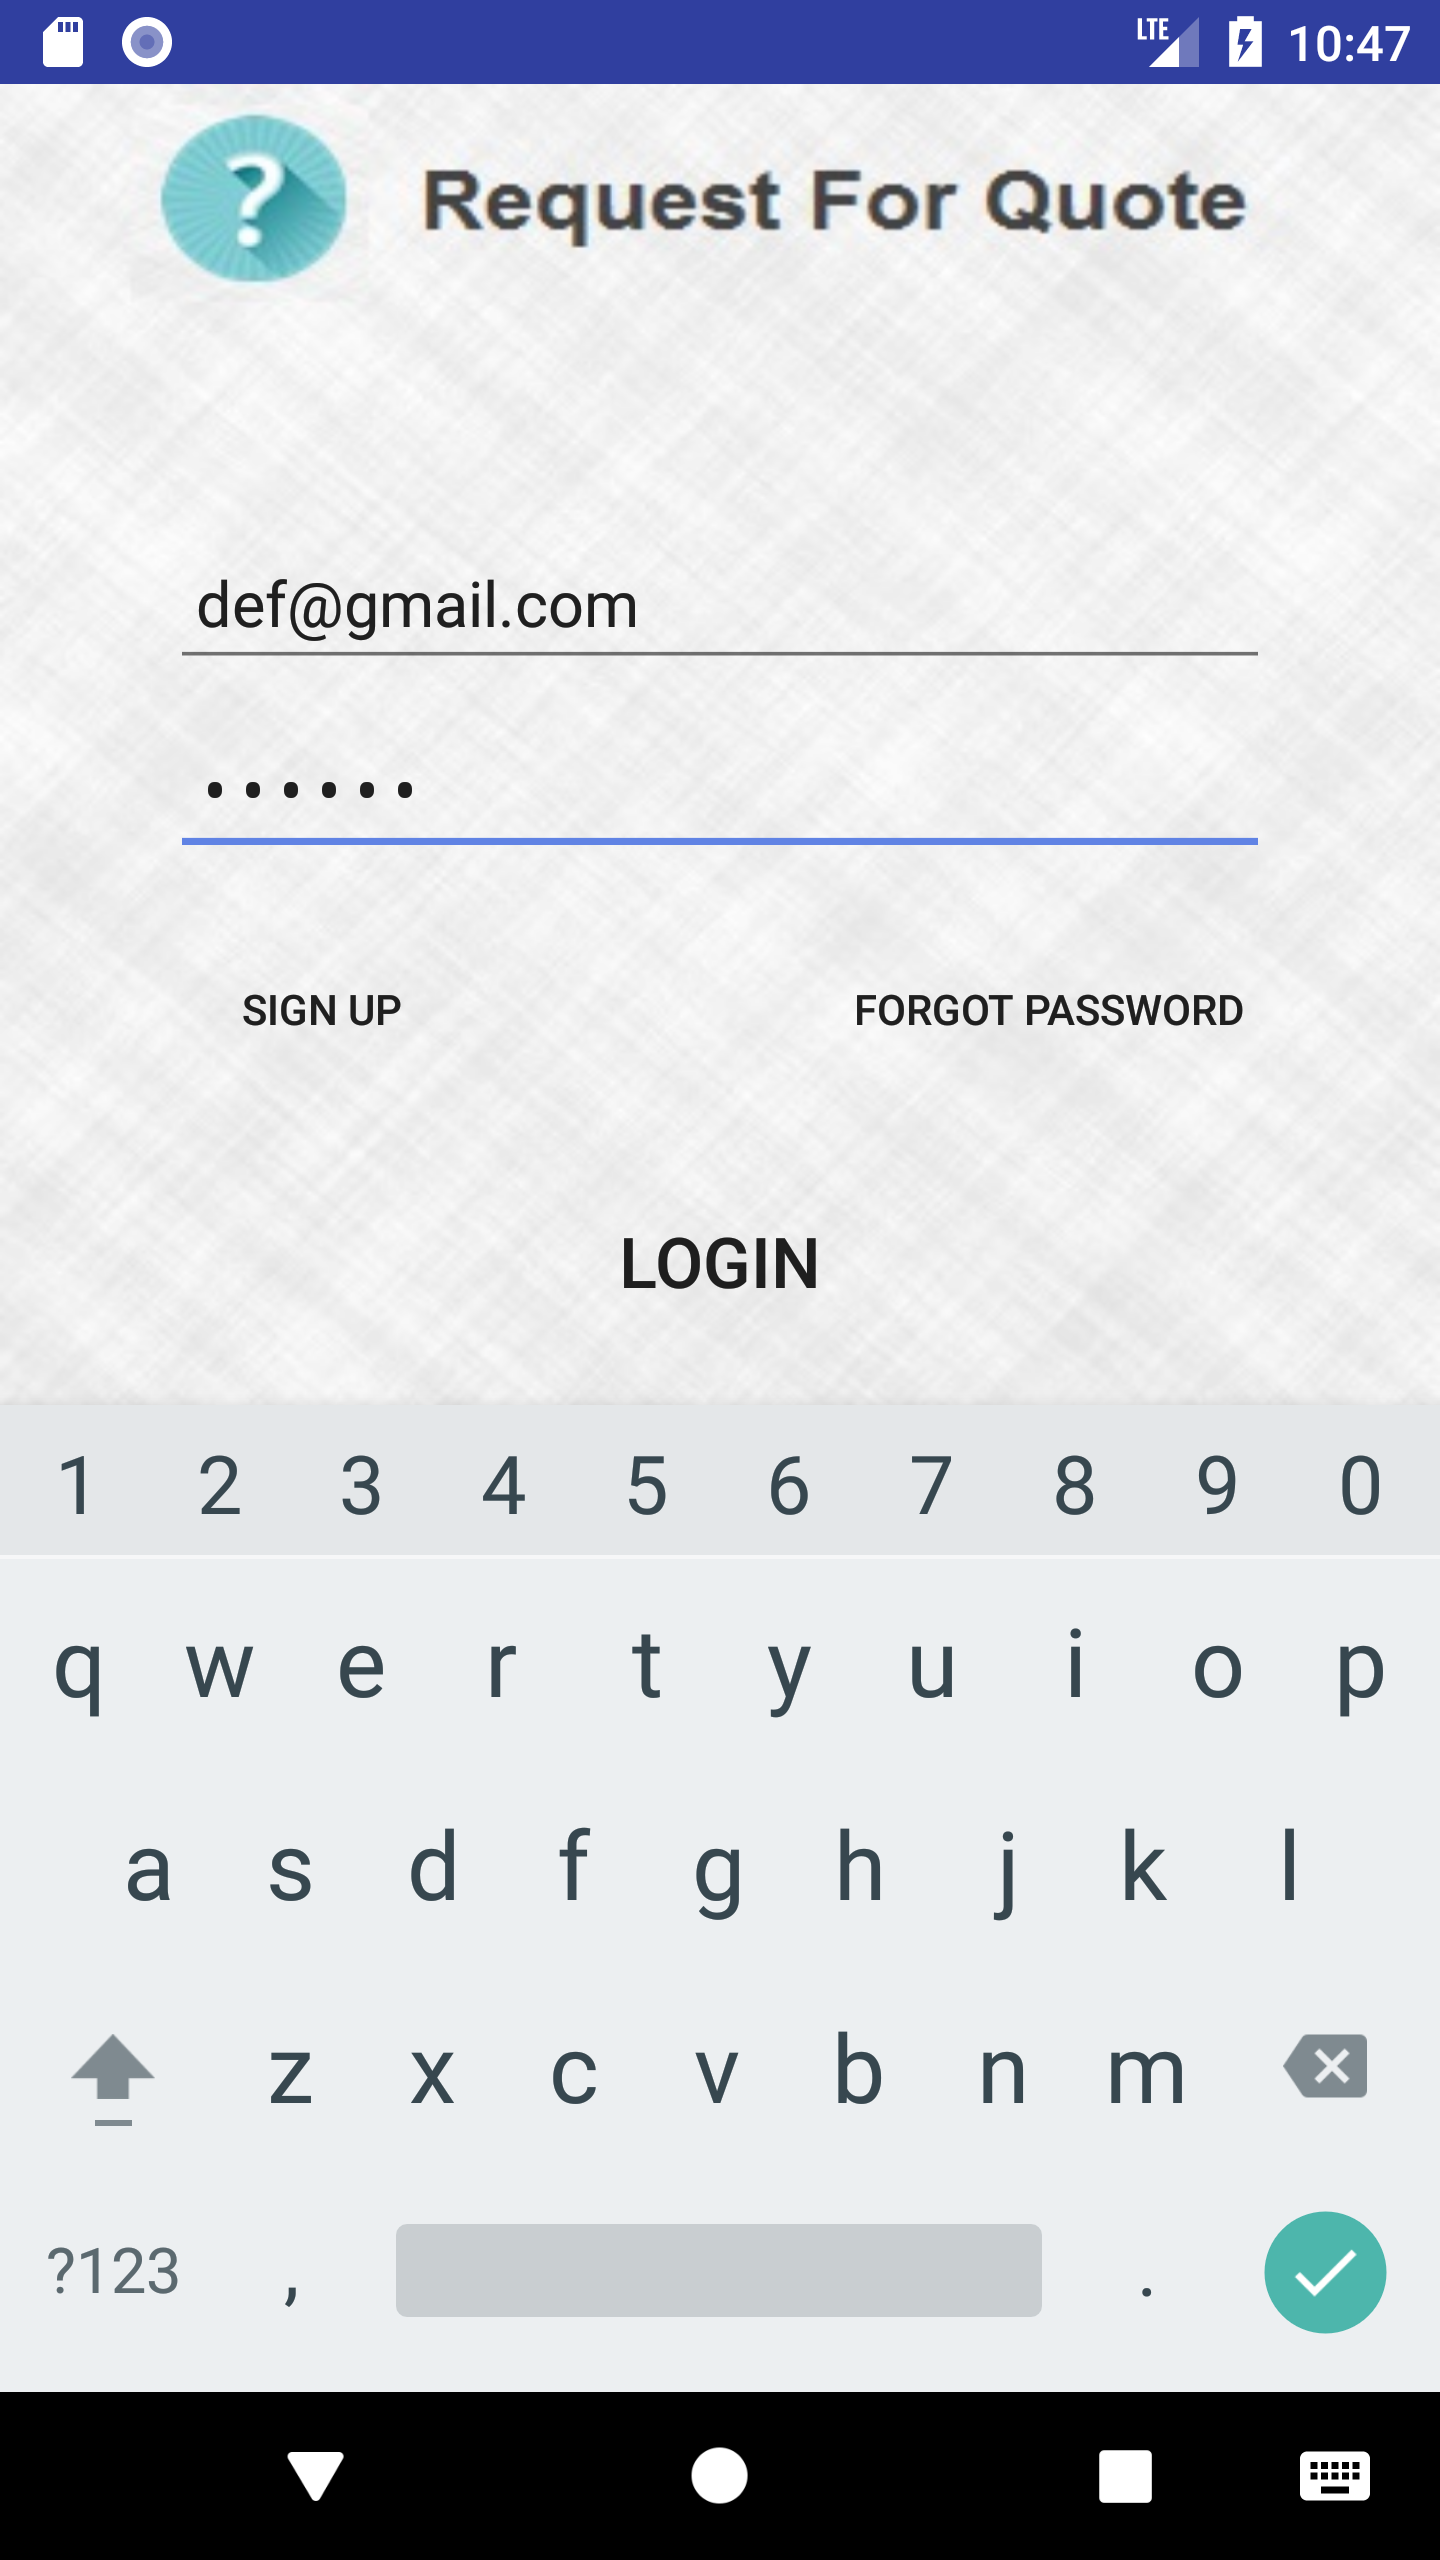 LTE 10:47
? Request For Quote
def@gmail.com
••••••
SIGN UP FORGOT PASSWORD
LOGIN
1 2 3 4 5 6 7 8 9 0
q w e r t y u i o p
a s d f g h j k l
z x c v b n m
?123 , .